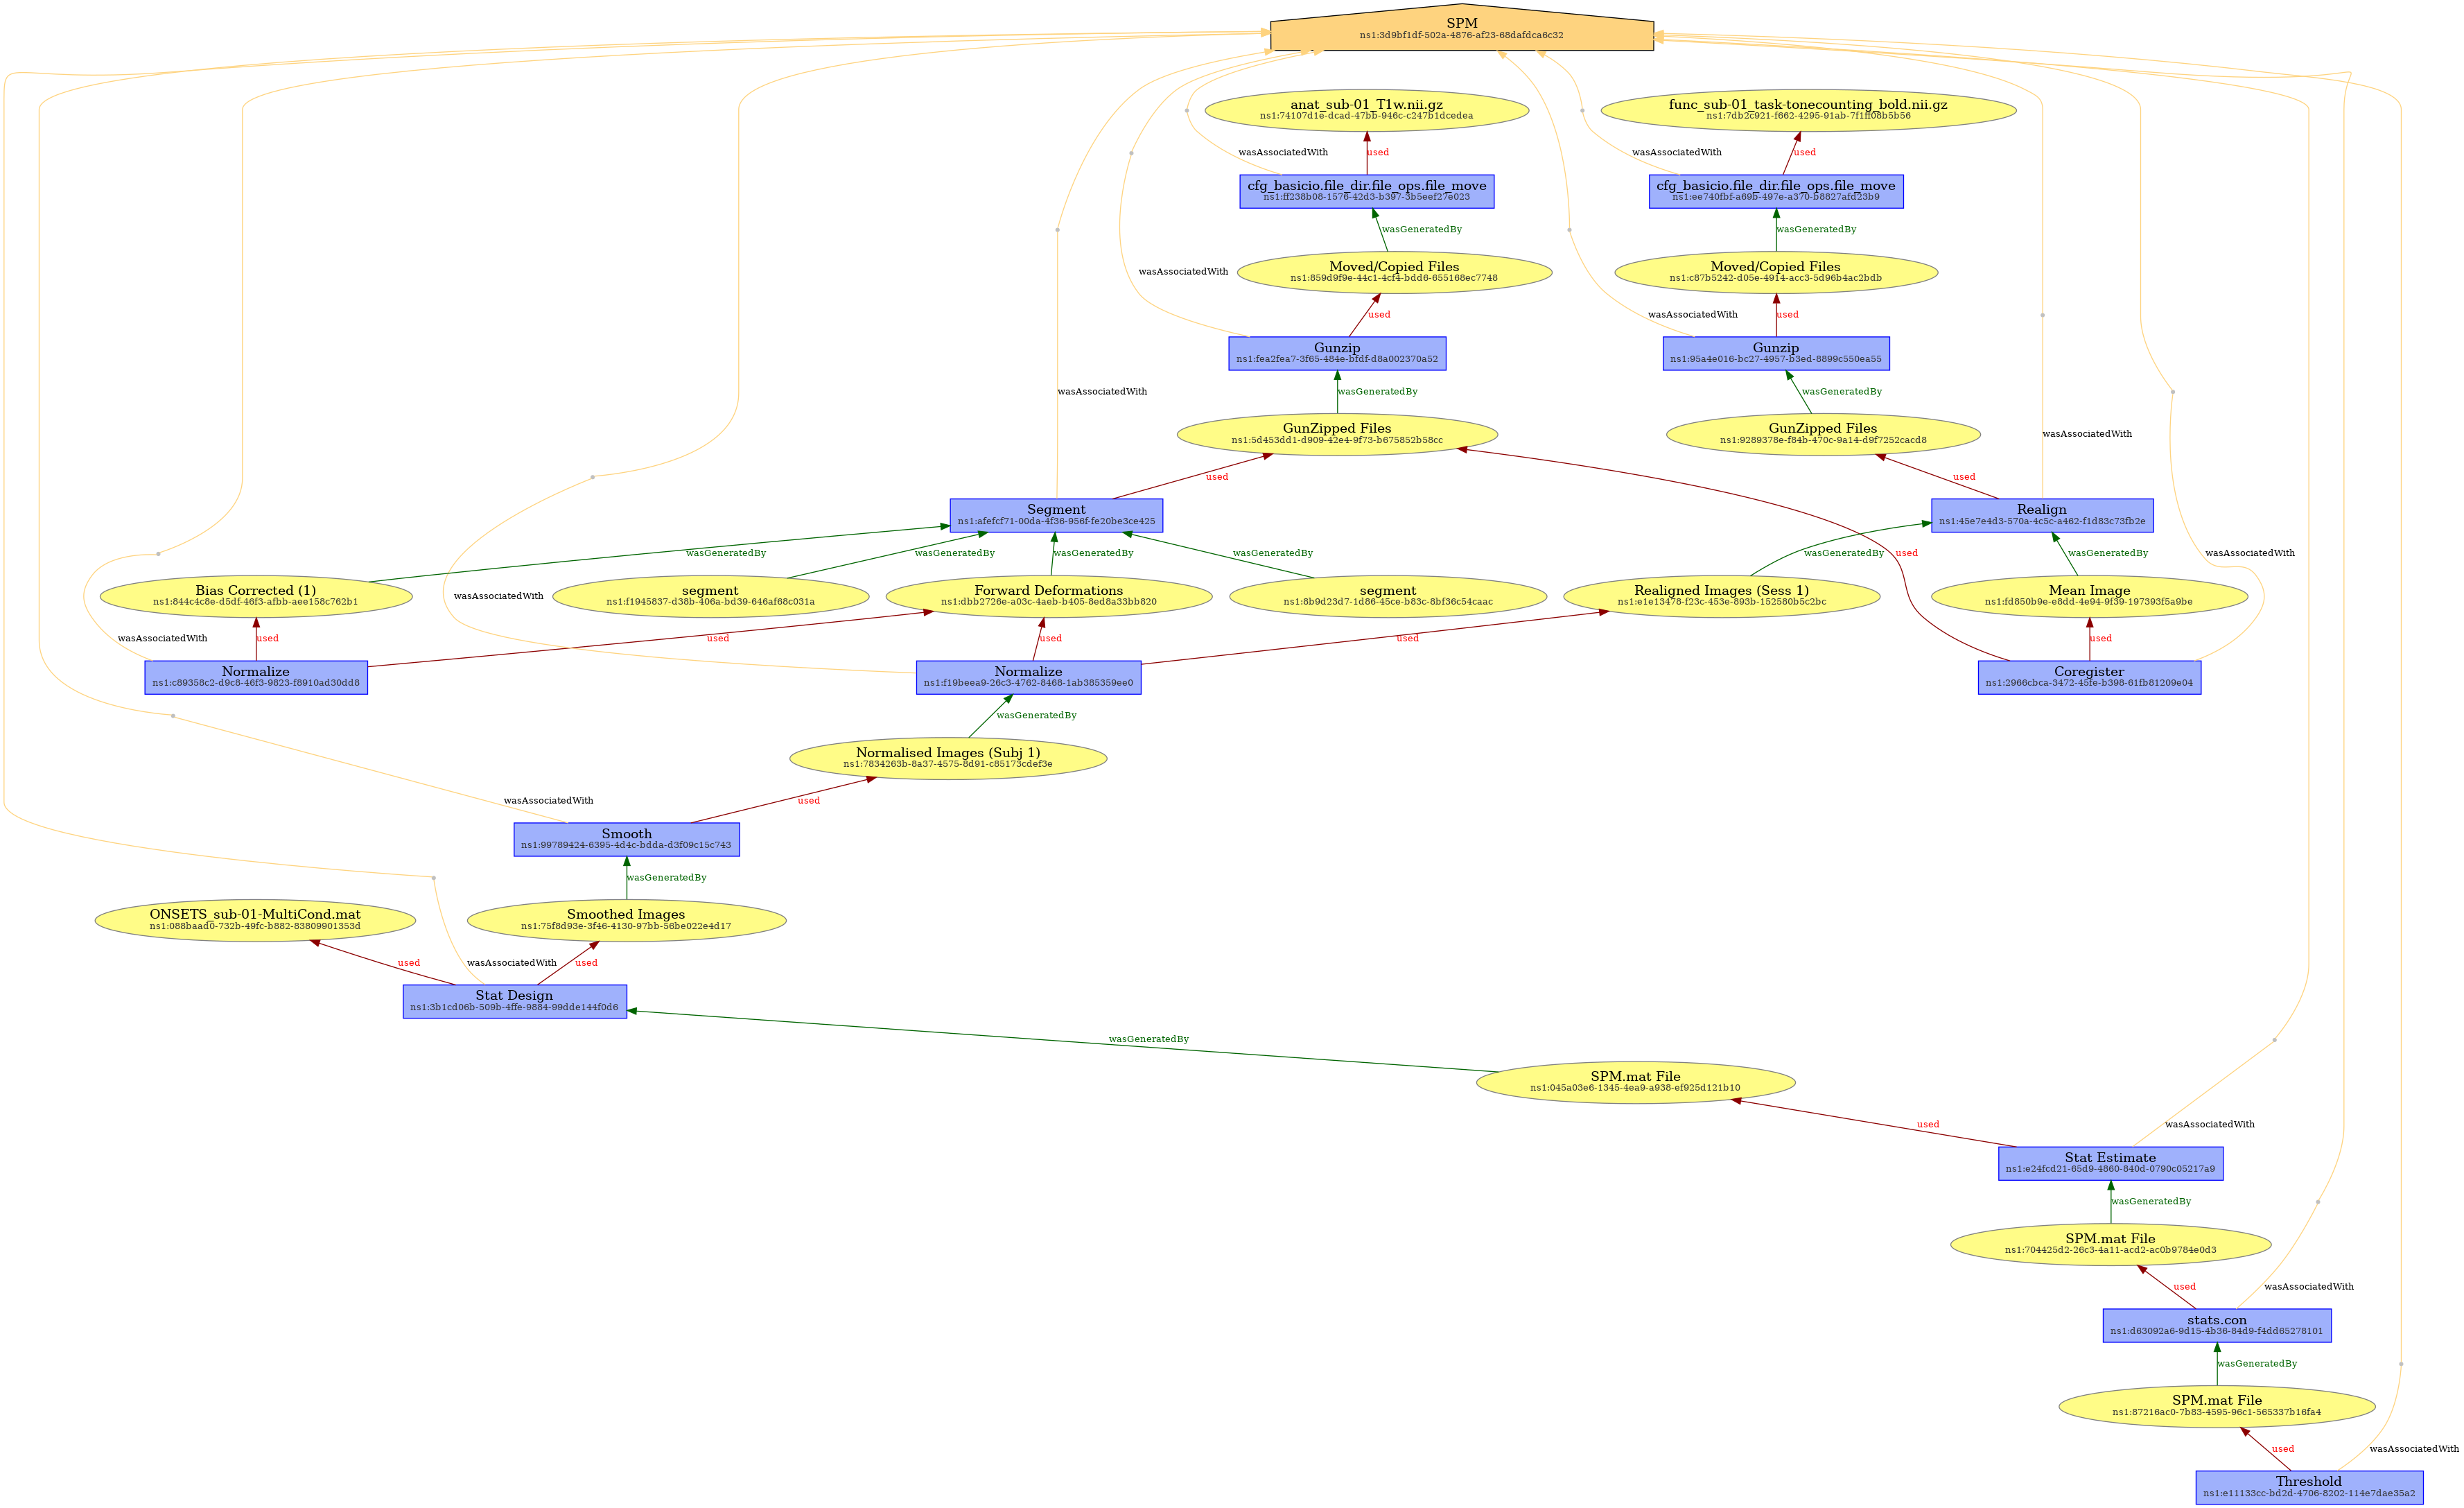 SPM
ns1:3d9bf1df-502a-4876-af23-68dafdca6c32
anat_sub-01_T1w.nii.gz
ns1:74107d1e-dcad-47bb-946c-c247b1dcedea
func_sub-01_task-tonecounting_bold.nii.gz
ns1:7db2c921-f662-4295-91ab-7f1ff08b5b56
wasAssociatedWith
used
wasAssociatedWith
used
cfg_basicio.file_dir.file_ops.file_move
ns1:ff238b08-1576-42d3-b397-3b5eef27e023
cfg_basicio.file_dir.file_ops.file_move
ns1:ee740fbf-a69b-497e-a370-b8827afd23b9
wasGeneratedBy
wasGeneratedBy
wasAssociatedWith
Moved/Copied Files
ns1:859d9f9e-44c1-4cf4-bdd6-655168ec7748
Moved/Copied Files
ns1:c87b5242-d05e-4914-acc3-5d96b4ac2bdb
used
wasAssociatedWith
used
Gunzip
ns1:fea2fea7-3f65-484e-bfdf-d8a002370a52
Gunzip
ns1:95a4e016-bc27-4957-b3ed-8899c550ea55
wasAssociatedWith
wasGeneratedBy
wasGeneratedBy
GunZipped Files
ns1:5d453dd1-d909-42e4-9f73-b675852b58cc
GunZipped Files
ns1:9289378e-f84b-470c-9a14-d9f7252cacd8
wasAssociatedWith
used
used
Segment
ns1:afefcf71-00da-4f36-956f-fe20be3ce425
Realign
ns1:45e7e4d3-570a-4c5c-a462-f1d83c73fb2e
wasGeneratedBy
wasGeneratedBy
wasGeneratedBy
wasGeneratedBy
wasGeneratedBy
used
wasGeneratedBy
wasAssociatedWith
wasAssociatedWith
Bias Corrected (1)
ns1:844c4c8e-d5df-46f3-afbb-aee158c762b1
segment
ns1:f1945837-d38b-406a-bd39-646af68c031a
Forward Deformations
ns1:dbb2726e-a03c-4aeb-b405-8ed8a33bb820
segment
ns1:8b9d23d7-1d86-45ce-b83c-8bf36c54caac
Realigned Images (Sess 1)
ns1:e1e13478-f23c-453e-893b-152580b5c2bc
Mean Image
ns1:fd850b9e-e8dd-4e94-9f39-197393f5a9be
wasAssociatedWith
used
used
used
used
used
Normalize
ns1:c89358c2-d9c8-46f3-9823-f8910ad30dd8
Normalize
ns1:f19beea9-26c3-4762-8468-1ab385359ee0
Coregister
ns1:2966cbca-3472-45fe-b398-61fb81209e04
wasGeneratedBy
Normalised Images (Subj 1)
ns1:7834263b-8a37-4575-8d91-c85173cdef3e
wasAssociatedWith
used
Smooth
ns1:99789424-6395-4d4c-bdda-d3f09c15c743
wasGeneratedBy
ONSETS_sub-01-MultiCond.mat
ns1:088baad0-732b-49fc-b882-83809901353d
Smoothed Images
ns1:75f8d93e-3f46-4130-97bb-56be022e4d17
used
wasAssociatedWith
used
Stat Design
ns1:3b1cd06b-509b-4ffe-9884-99dde144f0d6
wasGeneratedBy
SPM.mat File
ns1:045a03e6-1345-4ea9-a938-ef925d121b10
used
wasAssociatedWith
Stat Estimate
ns1:e24fcd21-65d9-4860-840d-0790c05217a9
wasGeneratedBy
SPM.mat File
ns1:704425d2-26c3-4a11-acd2-ac0b9784e0d3
used
wasAssociatedWith
stats.con
ns1:d63092a6-9d15-4b36-84d9-f4dd65278101
wasGeneratedBy
SPM.mat File
ns1:87216ac0-7b83-4595-96c1-565337b16fa4
used
wasAssociatedWith
Threshold
ns1:e11133cc-bd2d-4706-8202-114e7dae35a2